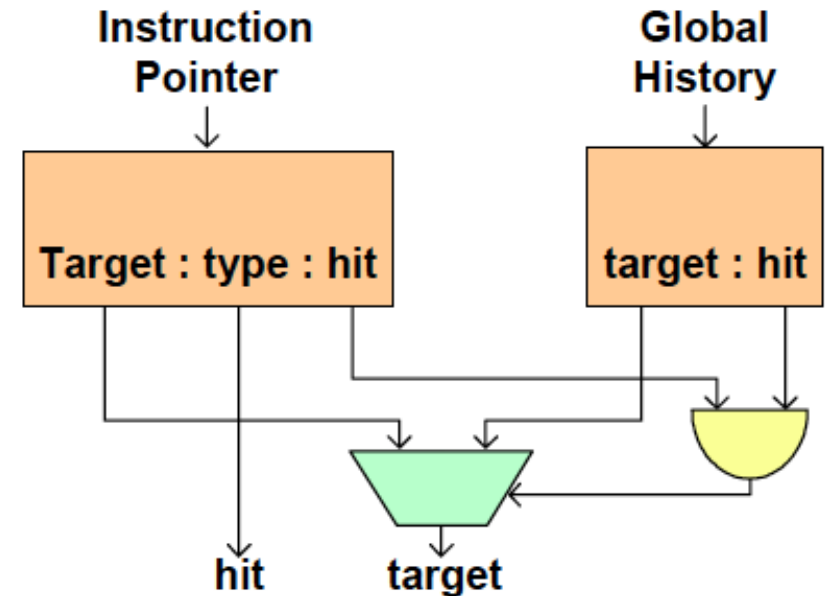 Instruction
Pointer
Global
History
Target : type : hit
target : hit
hit
target